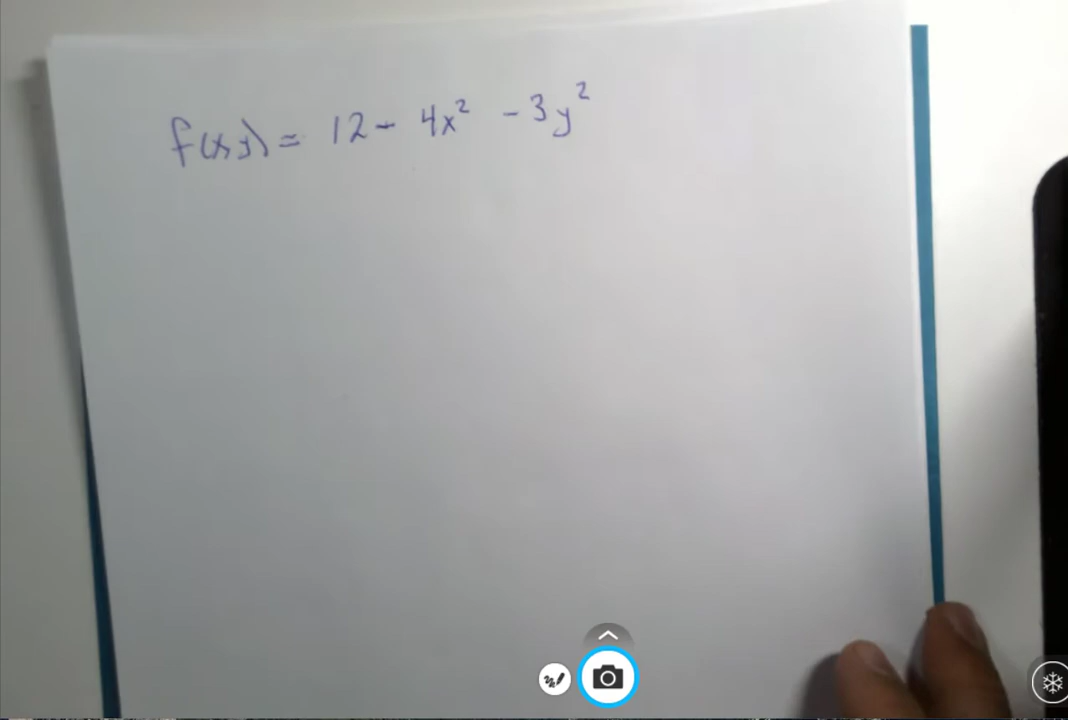 f(x,y) = 12 - 4x² - 3y²